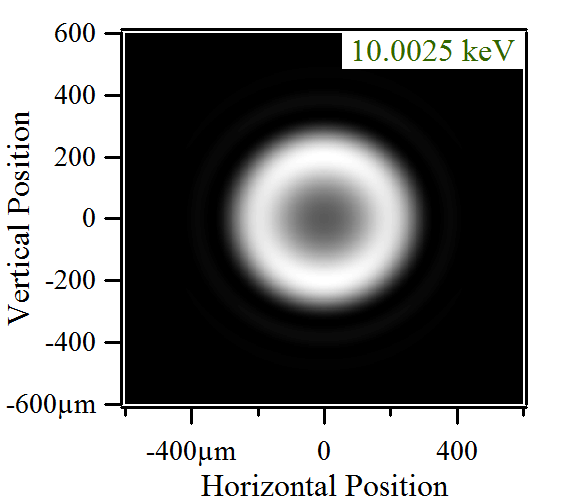 10.0025 keV
600
400
200
0
-200
-400
-600µm
Vertical Position
-400µm 0 400
Horizontal Position